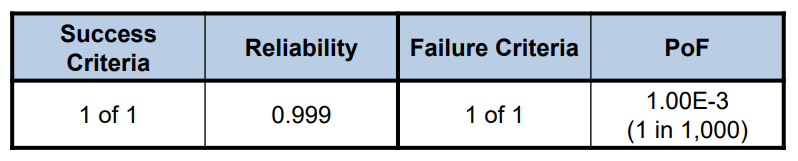 Success
Criteria
Reliability
Failure Criteria
PoF
1 of 1
0.999
1 of 1
1.00E-3
(1 in 1,000)